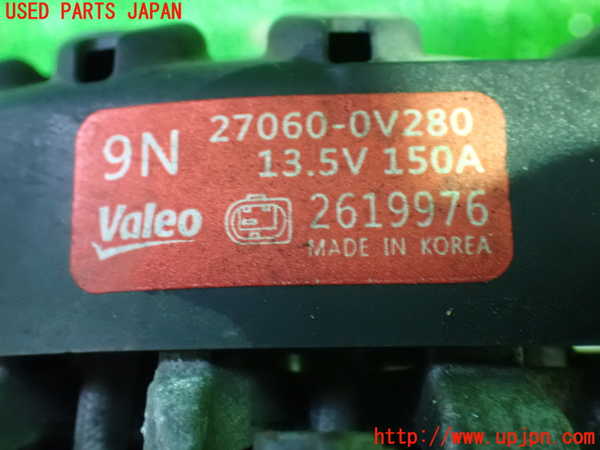 USED PARTS JAPAN
9N
27060-0V280
13.5V 150A
Valeo
2619976
MADE IN KOREA
http://www.upjpn.com